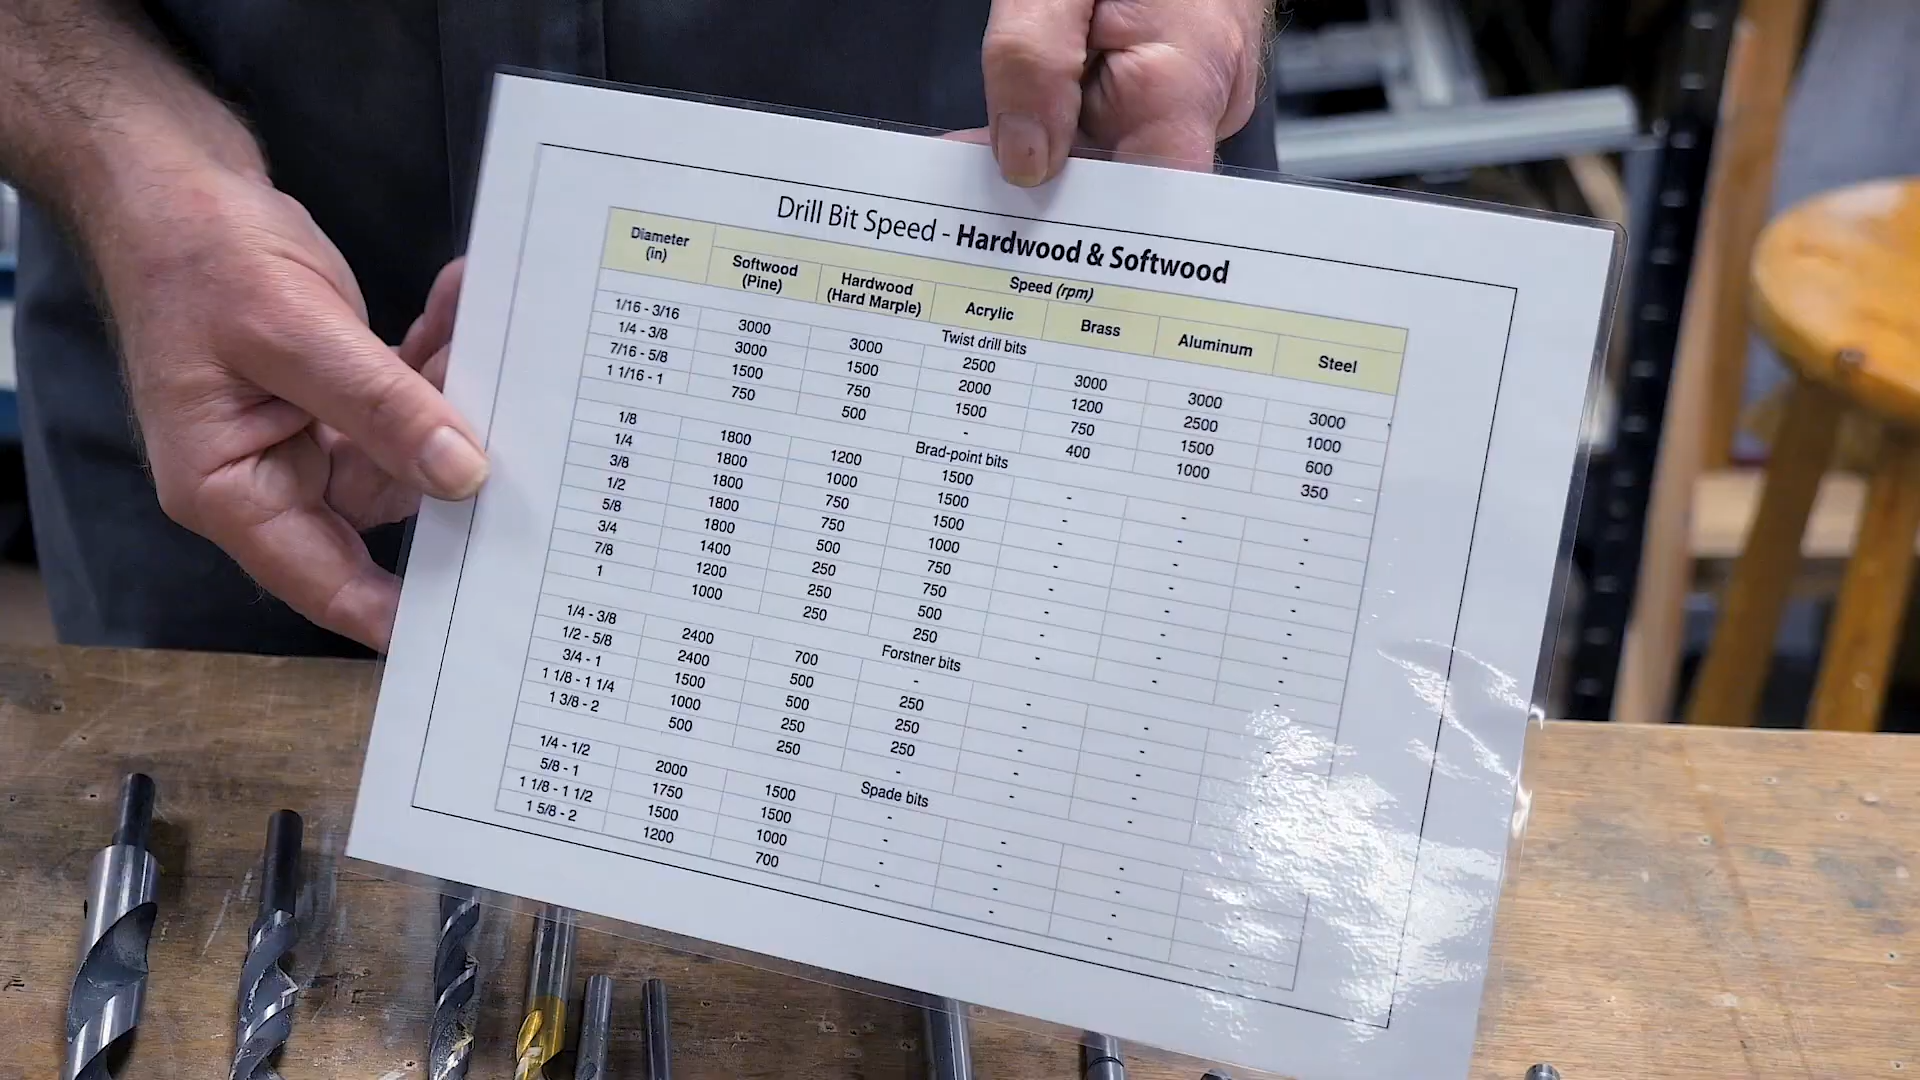 Drill Bit Speed - Hardwood & Softwood
Diameter (in)
Speed (rpm)
Softwood (Pine) Hardwood (Hard Marple) Acrylic Brass Aluminum Steel
Twist drill bits
1/16 - 3/16 3000 3000 2500 3000 3000 3000
1/4 - 3/8 3000 1500 2000 1200 2500 1000
7/16 - 5/8 1500 750 1500 750 1500 600
1 1/16 - 1 750 500 - 400 1000 350
Brad-point bits
1/8 1800 1200 1500 - - -
1/4 1800 1000 1500 - - -
3/8 1800 750 1500 - - -
1/2 1800 750 1000 - - -
5/8 1800 500 750 - - -
3/4 1400 250 750 - - -
7/8 1200 250 500 - - -
1 1000 250 250 - - -
Forstner bits
1/4 - 3/8 2400 700 - - - -
1/2 - 5/8 2400 500 250 - -
3/4 - 1 1500 500 250 - -
1 1/8 - 1 1/4 1000 250 250 - -
1 3/8 - 2 500 250 - - -
Spade bits
1/4 - 1/2 2000 1500 - - -
5/8 - 1 1750 1500 - - -
1 1/8 - 1 1/2 1500 1000 - - -
1 5/8 - 2 1200 700 - - - -